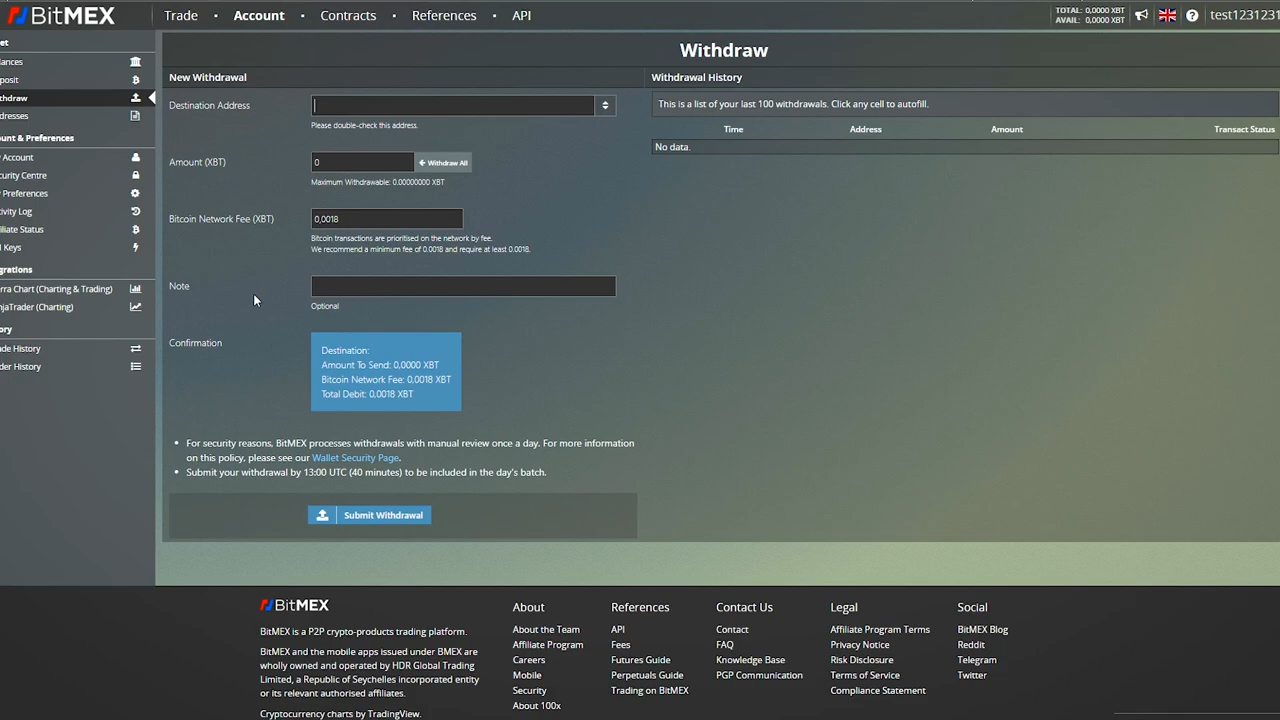 BitMEX
Trade • Account • Contracts • References • API
TOTAL: 0,0000 XBT
AVAIL: 0,0000 XBT
test1231231
et
ances
posit
thdraw
dresses
ount & Preferences
Account
curity Centre
Preferences
tivity Log
iliate Status
I Keys
grations
rra Chart (Charting & Trading)
njaTrader (Charting)
ory
ade History
der History
Withdraw
New Withdrawal
Destination Address
Please double-check this address.
Amount (XBT)
0
Withdraw All
Maximum Withdrawable: 0.00000000 XBT
Bitcoin Network Fee (XBT)
0,0018
Bitcoin transactions are prioritised on the network by fee.
We recommend a minimum fee of 0.0018 and require at least 0.0018.
Note
Optional
Confirmation
Destination:
Amount To Send: 0,0000 XBT
Bitcoin Network Fee: 0,0018 XBT
Total Debit: 0,0018 XBT
• For security reasons, BitMEX processes withdrawals with manual review once a day. For more information
on this policy, please see our Wallet Security Page.
• Submit your withdrawal by 13:00 UTC (40 minutes) to be included in the day's batch.
Submit Withdrawal
Withdrawal History
This is a list of your last 100 withdrawals. Click any cell to autofill.
Time Address Amount Transact Status
No data.
BitMEX
BitMEX is a P2P crypto-products trading platform.
BitMEX and the mobile apps issued under BMEX are
wholly owned and operated by HDR Global Trading
Limited, a Republic of Seychelles incorporated entity
or its relevant authorised affiliates.
Cryptocurrency charts by TradingView.
About
About the Team
Affiliate Program
Careers
Mobile
Security
About 100x
References
API
Fees
Futures Guide
Perpetuals Guide
Trading on BitMEX
Contact Us
Contact
FAQ
Knowledge Base
PGP Communication
Legal
Affiliate Program Terms
Privacy Notice
Risk Disclosure
Terms of Service
Compliance Statement
Social
BitMEX Blog
Reddit
Telegram
Twitter